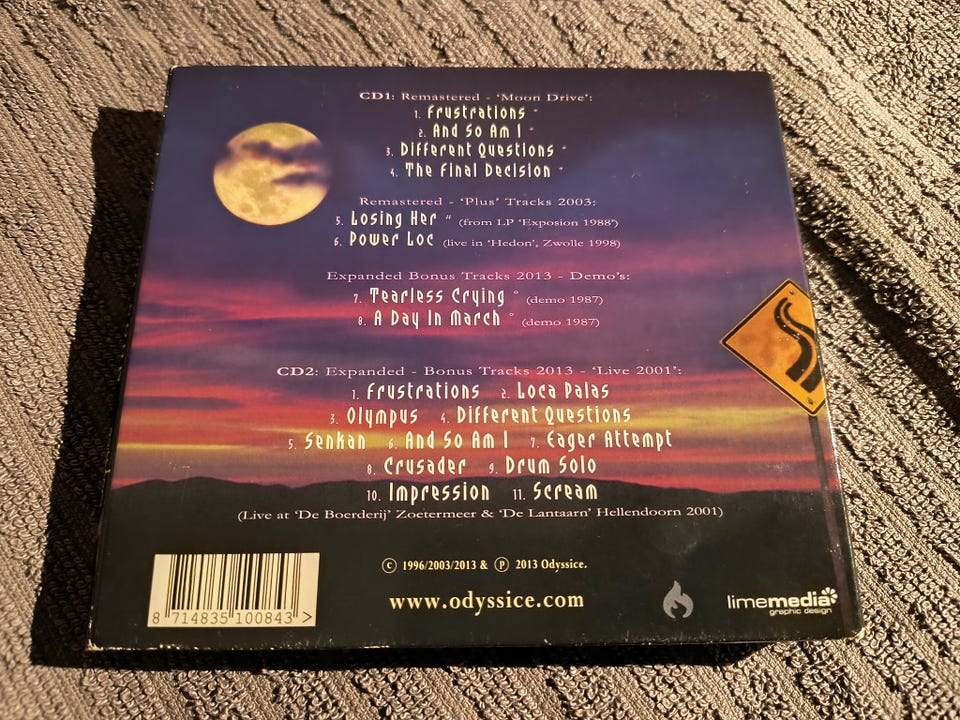 CD1: Remastered - 'Moon Drive':
1. Frustrations "
2. And So Am I "
3. Different Questions "
4. The Final Decision "
Remastered - 'Plus' Tracks 2003:
5. Losing Her " (from LP 'Exposion 1988')
6. Power Loc (live in 'Hedon', Zwolle 1998)
Expanded Bonus Tracks 2013 - Demo's:
7. Tearless Crying ° (demo 1987)
8. A Day In March ° (demo 1987)
CD2: Expanded - Bonus Tracks 2013 - 'Live 2001':
1. Frustrations 2. Loca Palas
3. Olympus 4. Different Questions
5. Senkan 6. And So Am I 7. Eager Attempt
8. Crusader 9. Drum Solo
10. Impression 11. Scream
(Live at 'De Boerderij' Zoetermeer & 'De Lantaarn' Hellendoorn 2001)
© 1996/2003/2013 & ℗ 2013 Odyssice.
www.odyssice.com
8 714835 100843 >
limemedia
graphic design